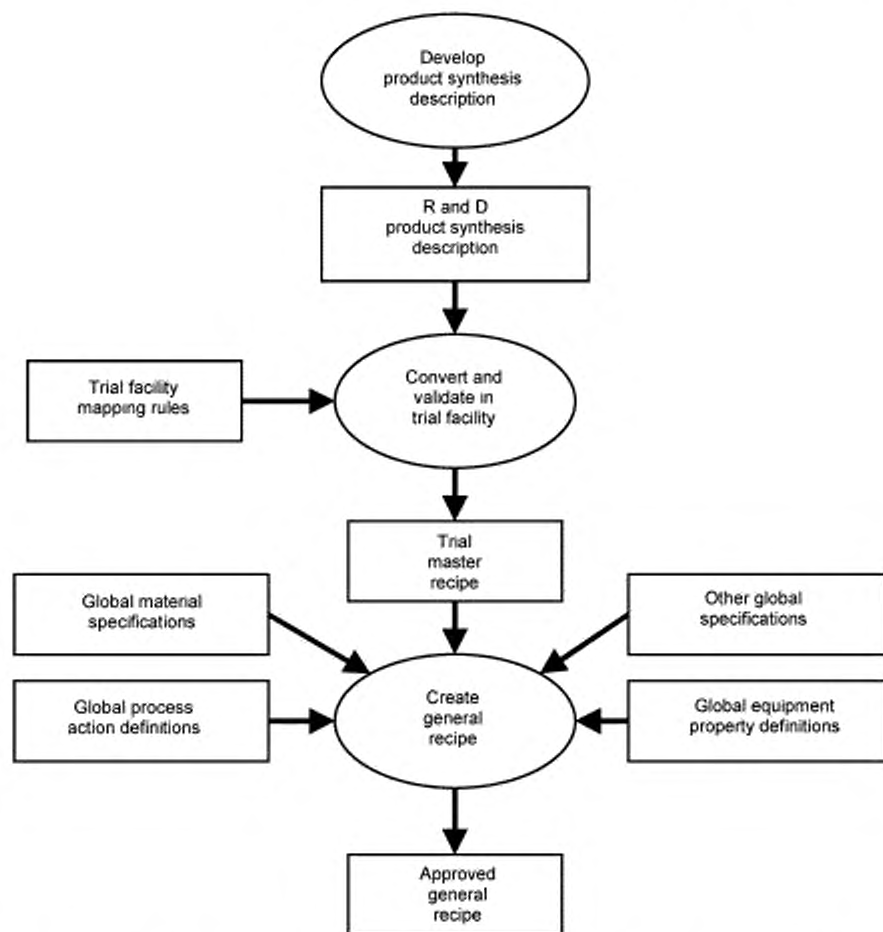 Develop
product synthesis
description
R and D
product synthesis
description
Trial facility
mapping rules
Convert and
validate in
trial facility
Trial
master
recipe
Global material
specifications
Other global
specifications
Global process
action definitions
Create
general
recipe
Global equipment
property definitions
Approved
general
recipe